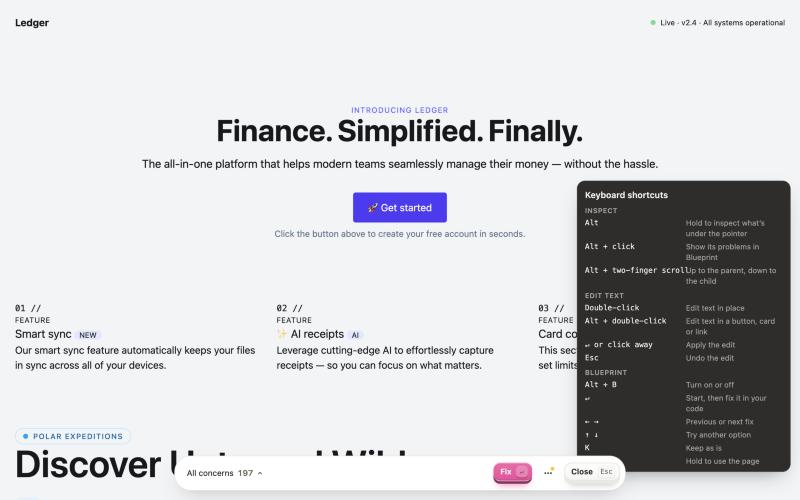 Ledger
Live · v2.4 · All systems operational
INTRODUCING LEDGER
Finance. Simplified. Finally.
The all-in-one platform that helps modern teams seamlessly manage their money — without the hassle.
🚀 Get started
Click the button above to create your free account in seconds.
01 //
FEATURE
Smart sync NEW
Our smart sync feature automatically keeps your files
in sync across all of your devices.
02 //
FEATURE
✨ AI receipts AI
Leverage cutting-edge AI to effortlessly capture
receipts — so you can focus on what matters.
03 //
FEATURE
Card co
This sec
set limits
POLAR EXPEDITIONS
Discover
Keyboard shortcuts
INSPECT
Alt Hold to inspect what's
under the pointer
Alt + click Show its problems in
Blueprint
Alt + two-finger scroll Up to the parent, down to
the child
EDIT TEXT
Double-click Edit text in place
Alt + double-click Edit text in a button, card
or link
↵ or click away Apply the edit
Esc Undo the edit
BLUEPRINT
Alt + B Turn on or off
↵ Start, then fix it in your
code
← → Previous or next fix
↑ ↓ Try another option
K Keep as is
Hold to use the page
All concerns 197 ^
Fix ↵
···
Close Esc